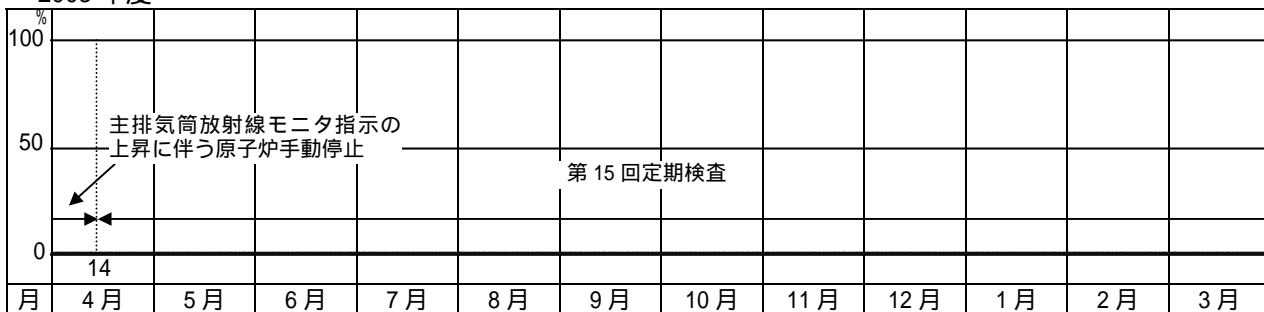 %
100
主排気筒放射線モニタ指示の
上昇に伴う原子炉手動停止
50
第 15 回定期検査
0
14
月 4 月 5 月 6 月 7 月 8 月 9 月 10 月 11 月 12 月 1 月 2 月 3 月